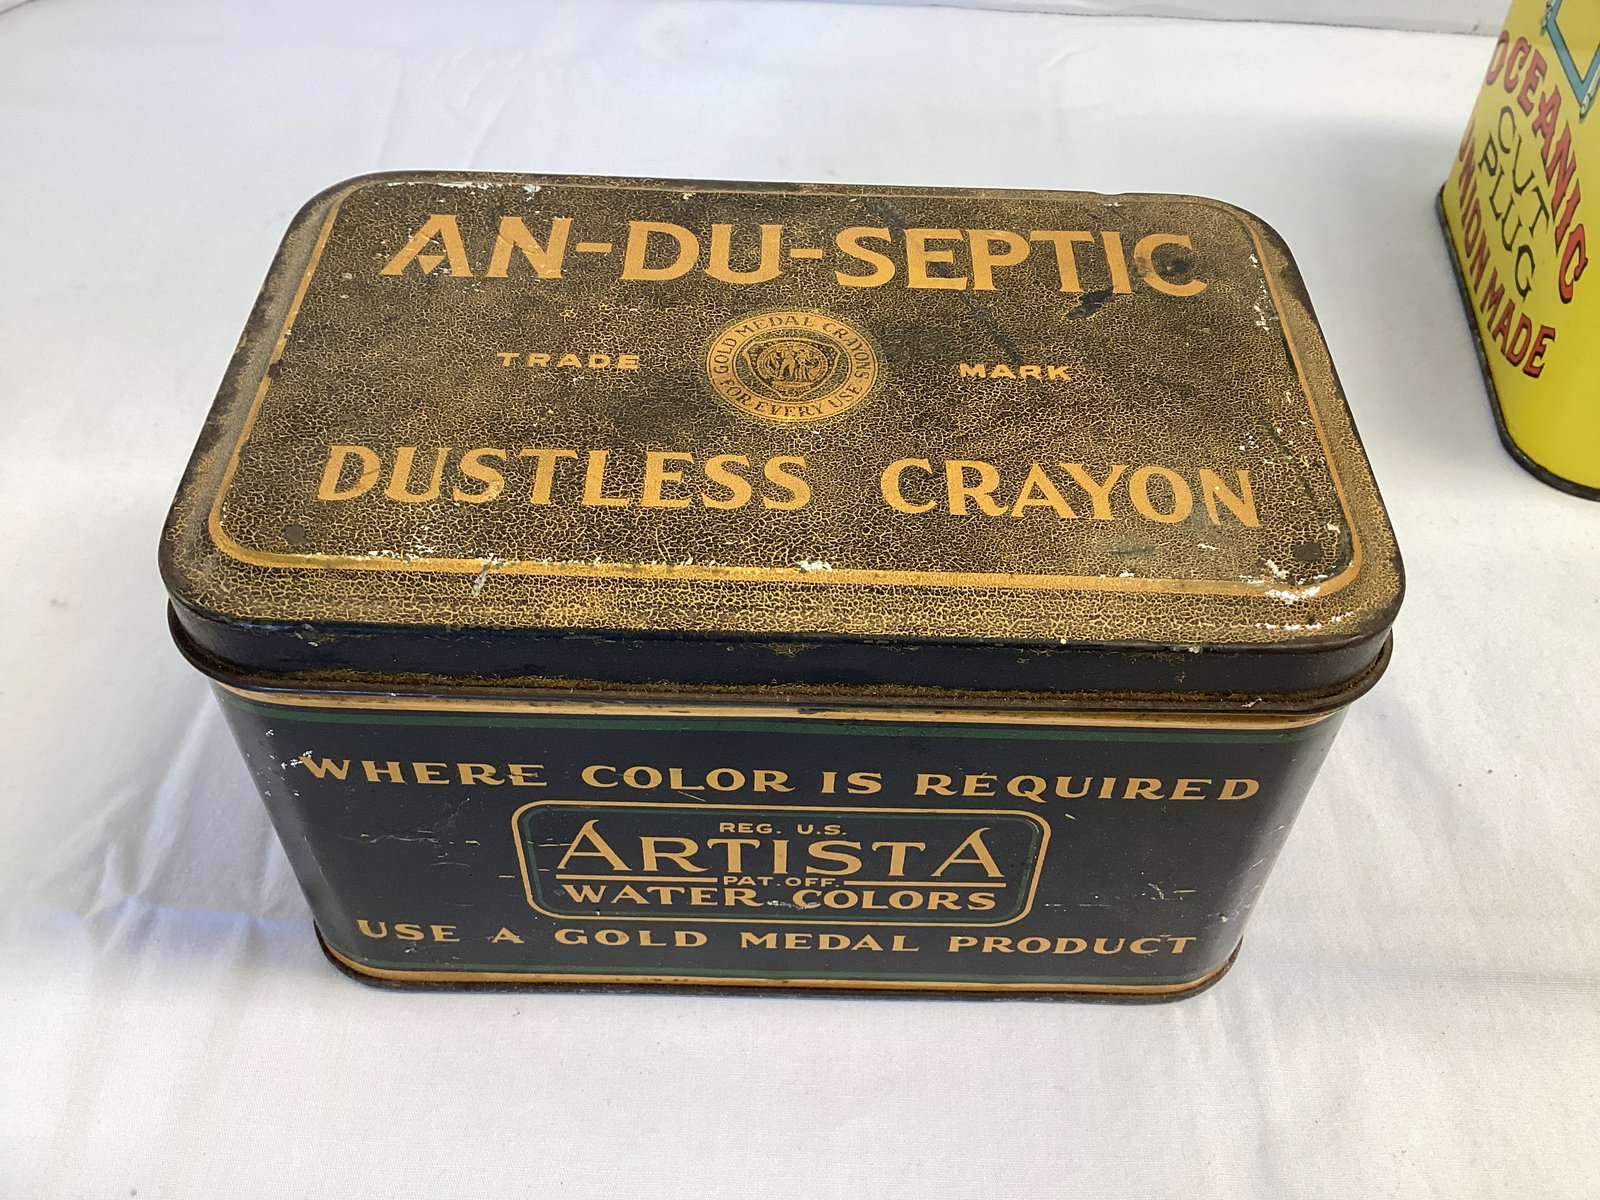 AN-DU-SEPTIC
TRADE MARK
GOLD MEDAL CRAYONS
FOR EVERY USE
DUSTLESS CRAYON
WHERE COLOR IS REQUIRED
REG. U.S.
ARTISTA
PAT. OFF.
WATER COLORS
USE A GOLD MEDAL PRODUCT
OCEANIC
CUT
PLUG
UNION MADE